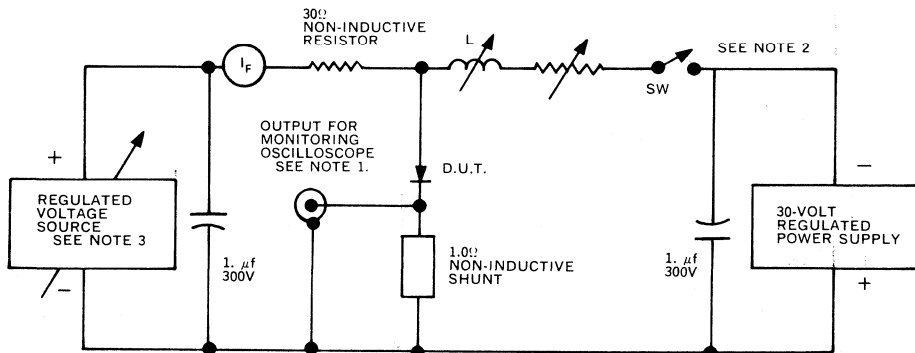 30Ω
NON-INDUCTIVE
RESISTOR
I_F
L
SEE NOTE 2
SW
OUTPUT FOR
MONITORING
OSCILLOSCOPE
SEE NOTE 1.
D.U.T.
+
REGULATED
VOLTAGE
SOURCE
SEE NOTE 3
−
1. μf
300V
1.0Ω
NON-INDUCTIVE
SHUNT
1. μf
300V
−
30-VOLT
REGULATED
POWER SUPPLY
+